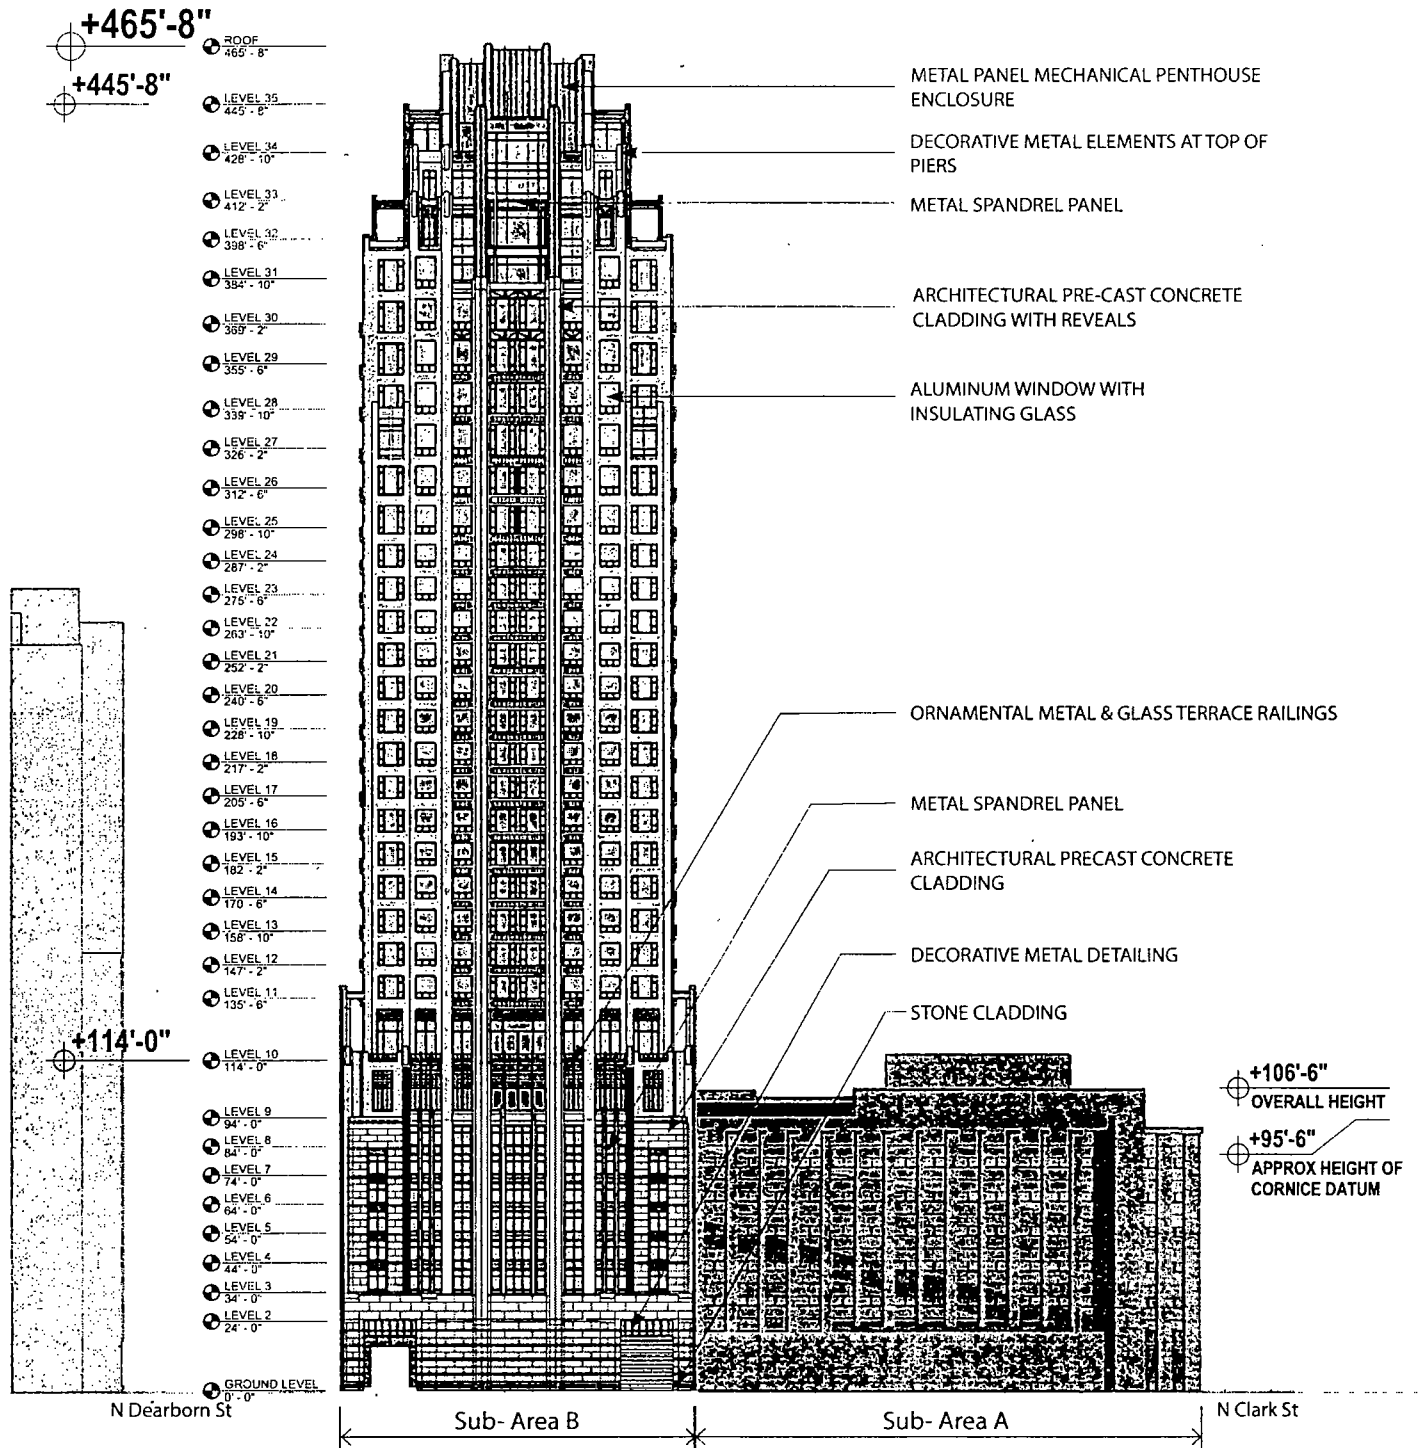 +465'-8"
+445'-8"
ROOF
465' - 8"
LEVEL 35
445' - 8"
LEVEL 34
428' - 10"
LEVEL 33
412' - 2"
LEVEL 32
398' - 6"
LEVEL 31
384' - 10"
LEVEL 30
369' - 2"
LEVEL 29
355' - 6"
LEVEL 28
339' - 10"
LEVEL 27
326' - 2"
LEVEL 26
312' - 6"
LEVEL 25
298' - 10"
LEVEL 24
287' - 2"
LEVEL 23
275' - 6"
LEVEL 22
263' - 10"
LEVEL 21
252' - 2"
LEVEL 20
240' - 6"
LEVEL 19
228' - 10"
LEVEL 18
217' - 2"
LEVEL 17
205' - 6"
LEVEL 16
193' - 10"
LEVEL 15
182' - 2"
LEVEL 14
170' - 6"
LEVEL 13
158' - 10"
LEVEL 12
147' - 2"
LEVEL 11
135' - 6"
+114'-0"
LEVEL 10
114' - 0"
LEVEL 9
94' - 0"
LEVEL 8
84' - 0"
LEVEL 7
74' - 0"
LEVEL 6
64' - 0"
LEVEL 5
54' - 0"
LEVEL 4
44' - 0"
LEVEL 3
34' - 0"
LEVEL 2
24' - 0"
GROUND LEVEL
0' - 0"
METAL PANEL MECHANICAL PENTHOUSE
ENCLOSURE
DECORATIVE METAL ELEMENTS AT TOP OF
PIERS
METAL SPANDREL PANEL
ARCHITECTURAL PRE-CAST CONCRETE
CLADDING WITH REVEALS
ALUMINUM WINDOW WITH
INSULATING GLASS
ORNAMENTAL METAL & GLASS TERRACE RAILINGS
METAL SPANDREL PANEL
ARCHITECTURAL PRECAST CONCRETE
CLADDING
DECORATIVE METAL DETAILING
STONE CLADDING
+106'-6"
OVERALL HEIGHT
+95'-6"
APPROX HEIGHT OF
CORNICE DATUM
N Dearborn St
Sub- Area B
Sub- Area A
N Clark St